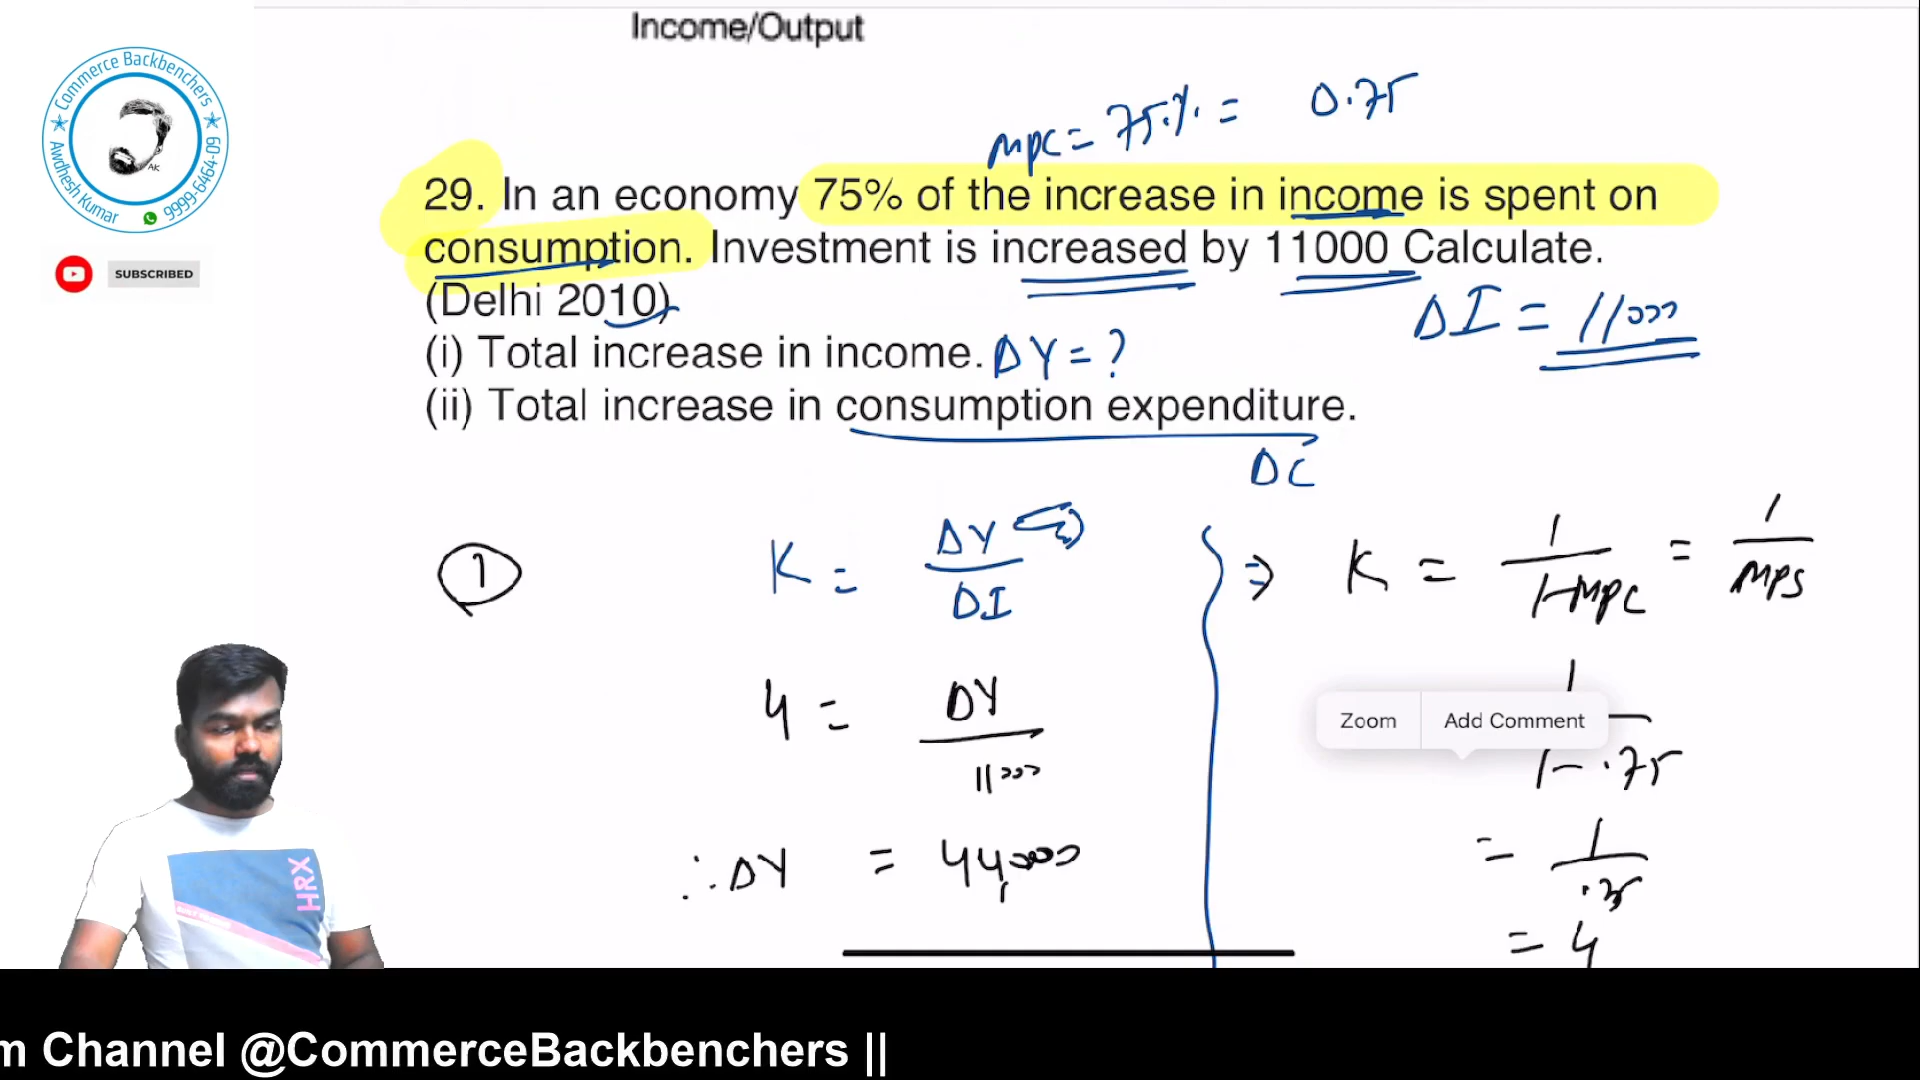 Income/Output
Commerce Backbenchers
Awdhesh Kumar
9999-6464-09
AK
SUBSCRIBED
mpc = 75% = 0.75
29. In an economy 75% of the increase in income is spent on
consumption. Investment is increased by 11000 Calculate.
(Delhi 2010)
ΔI = 11000
(i) Total increase in income. ΔY = ?
(ii) Total increase in consumption expenditure.
ΔC
1
K = ΔY / ΔI
⇒ K = 1 / 1-MPC = 1 / MPS
4 = ΔY / 11000
Zoom
Add Comment
1 / 1 - .75
∴ ΔY = 44,000
= 1 / .25
= 4
HRX
m Channel @CommerceBackbenchers ||